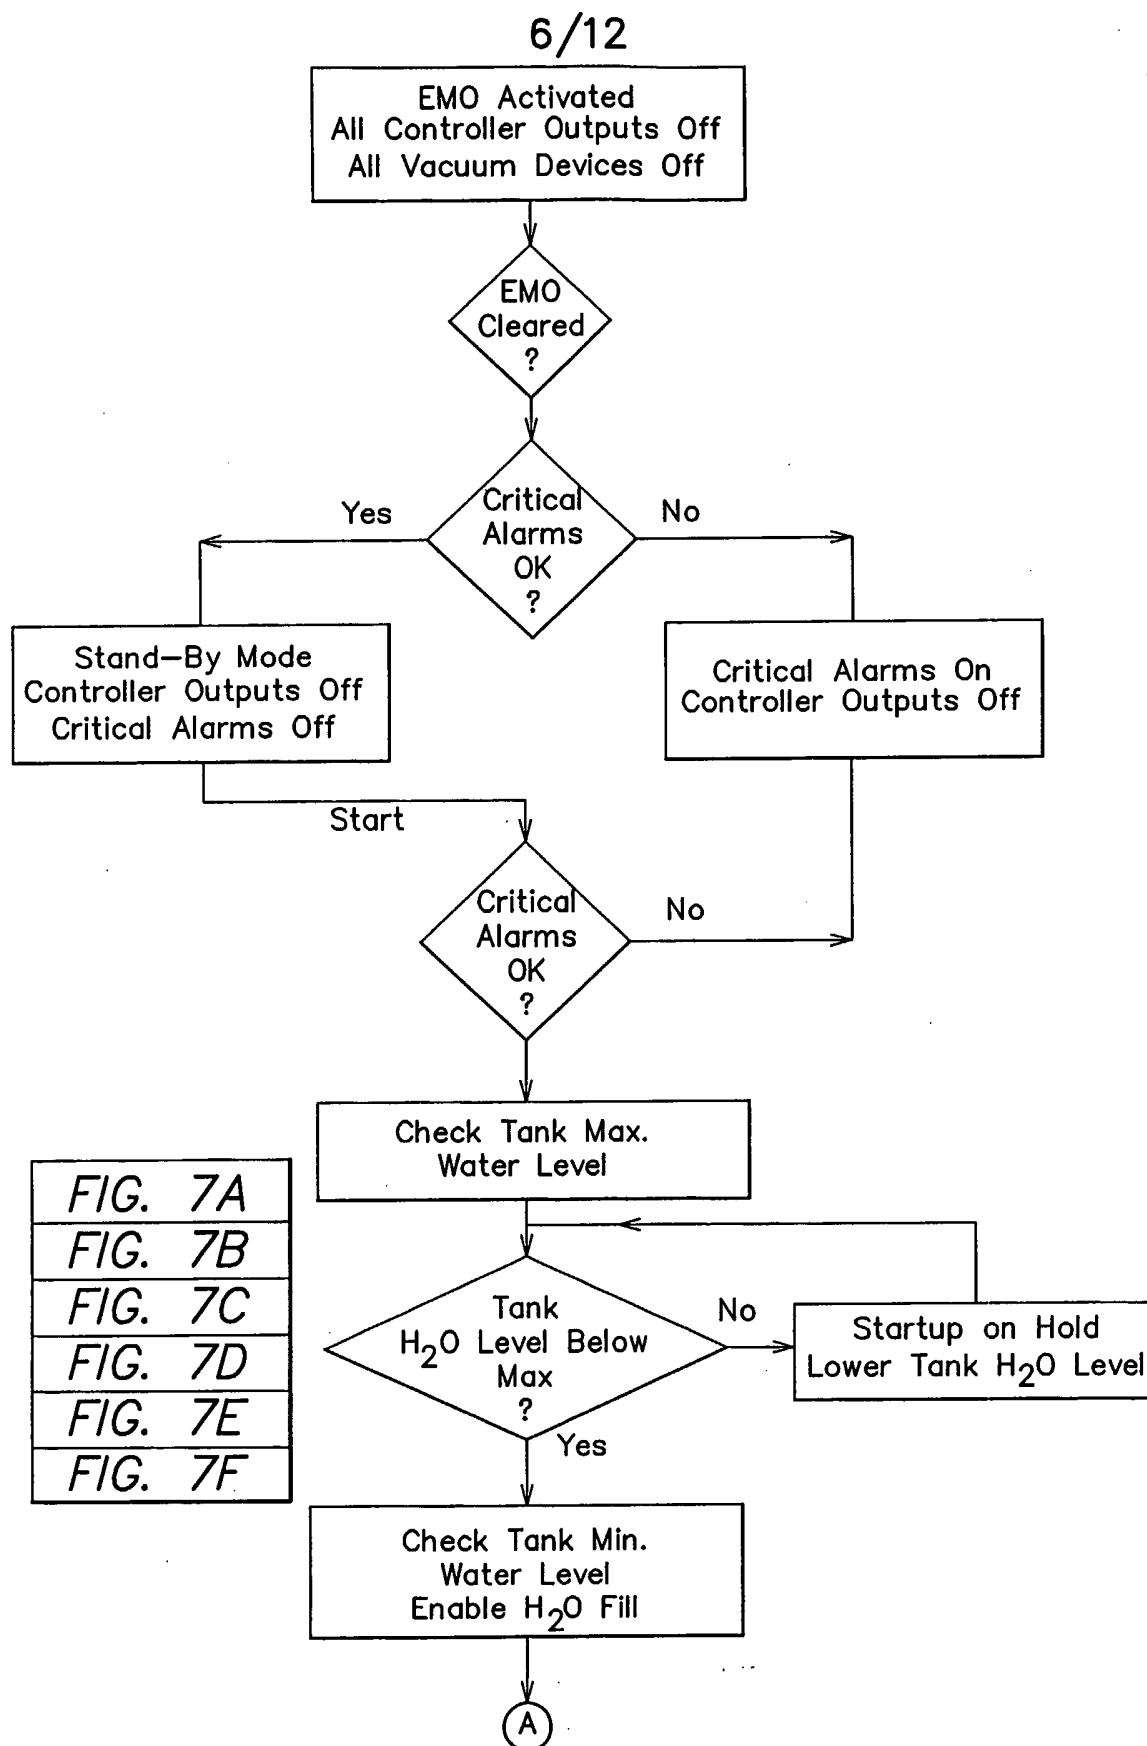 6/12
EMO Activated
All Controller Outputs Off
All Vacuum Devices Off
EMO
Cleared
?
Critical
Alarms
OK
?
Yes
No
Stand-By Mode
Controller Outputs Off
Critical Alarms Off
Critical Alarms On
Controller Outputs Off
Start
Critical
Alarms
OK
?
No
Check Tank Max.
Water Level
FIG. 7A
FIG. 7B
FIG. 7C
FIG. 7D
FIG. 7E
FIG. 7F
Tank
H2O Level Below
Max
?
No
Startup on Hold
Lower Tank H2O Level
Yes
Check Tank Min.
Water Level
Enable H2O Fill
A